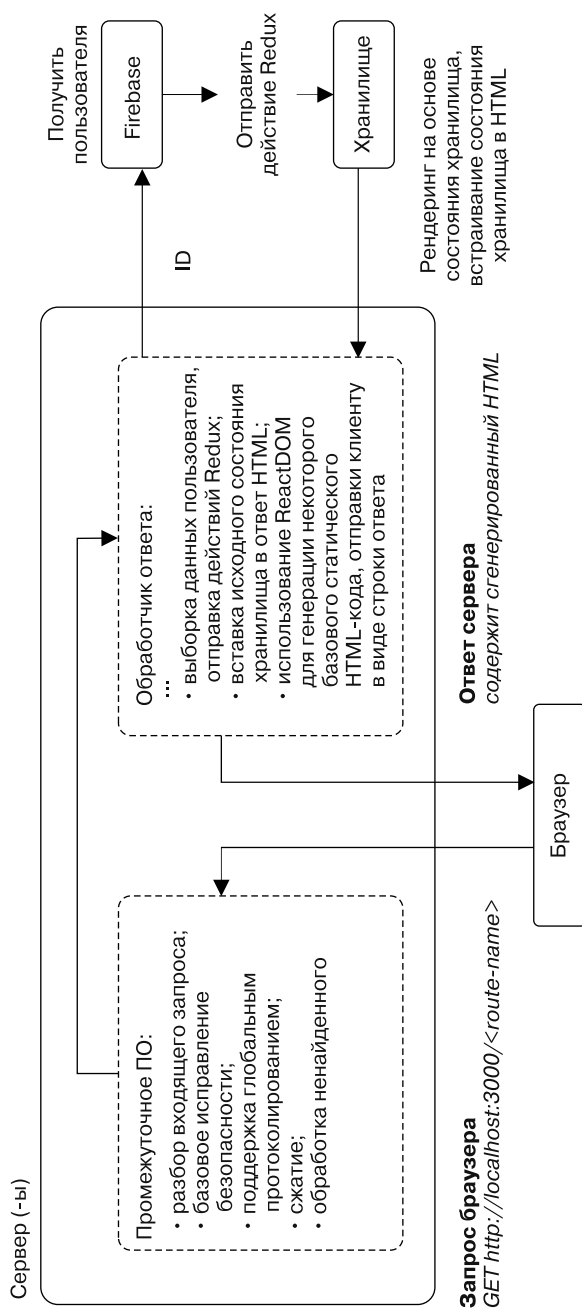 Сервер (-ы)
Промежуточное ПО:
• разбор входящего запроса;
• базовое исправление
безопасности;
• поддержка глобальным
протоколированием;
• сжатие;
• обработка ненайденного
Обработчик ответа:
...
• выборка данных пользователя,
отправка действий Redux;
• вставка исходного состояния
хранилища в ответ HTML;
• использование ReactDOM
для генерации некоторого
базового статического
HTML-кода, отправки клиенту
в виде строки ответа
ID
Получить
пользователя
Firebase
Отправить
действие Redux
Хранилище
Рендеринг на основе
состояния хранилища,
встраивание состояния
хранилища в HTML
Запрос браузера
GET http://localhost:3000/<route-name>
Браузер
Ответ сервера
содержит сгенерированный HTML